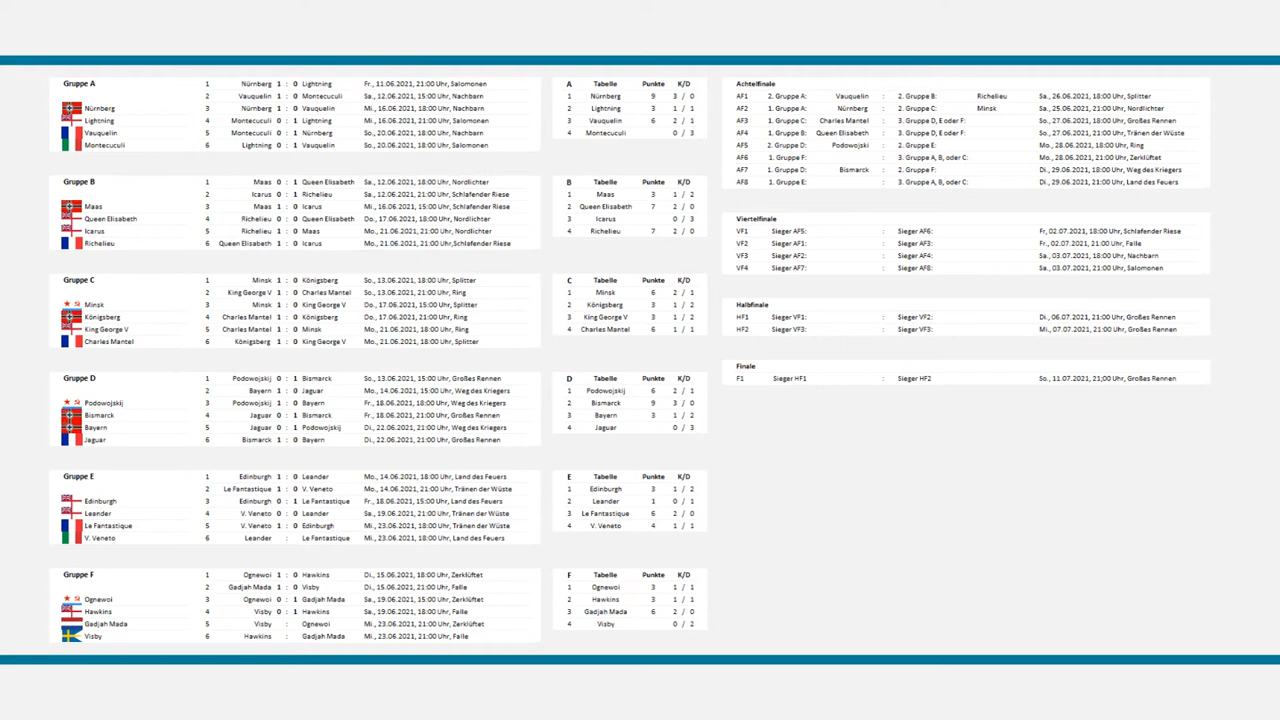 Gruppe A
1 Nürnberg 1 : 0 Lightning Fr., 11.06.2021, 21:00 Uhr, Salomonen
2 Vauquelin 1 : 0 Montecuculi Sa., 12.06.2021, 15:00 Uhr, Nachbarn
Nürnberg 3 Nürnberg 1 : 0 Vauquelin Mi., 16.06.2021, 18:00 Uhr, Nachbarn
Lightning 4 Montecuculi 0 : 1 Lightning Mi., 16.06.2021, 21:00 Uhr, Salomonen
Vauquelin 5 Montecuculi 0 : 1 Nürnberg So., 20.06.2021, 18:00 Uhr, Nachbarn
Montecuculi 6 Lightning 0 : 1 Vauquelin So., 20.06.2021, 18:00 Uhr, Salomonen
A Tabelle Punkte K/D
1 Nürnberg 9 3 / 0
2 Lightning 3 1 / 1
3 Vauquelin 6 2 / 1
4 Montecuculi 0 / 3
Gruppe B
1 Maas 0 : 1 Queen Elisabeth Sa., 12.06.2021, 18:00 Uhr, Nordlichter
2 Icarus 0 : 1 Richelieu Sa., 12.06.2021, 21:00 Uhr, Schlafender Riese
Maas 3 Maas 1 : 0 Icarus Mi., 16.06.2021, 15:00 Uhr, Schlafender Riese
Queen Elisabeth 4 Richelieu 0 : 0 Queen Elisabeth Do., 17.06.2021, 18:00 Uhr, Nordlichter
Icarus 5 Richelieu 1 : 0 Maas Mo., 21.06.2021, 21:00 Uhr, Nordlichter
Richelieu 6 Queen Elisabeth 1 : 0 Icarus Mo., 21.06.2021, 21:00 Uhr,Schlafender Riese
B Tabelle Punkte K/D
1 Maas 3 1 / 2
2 Queen Elisabeth 7 2 / 0
3 Icarus 0 / 3
4 Richelieu 7 2 / 0
Gruppe C
1 Minsk 1 : 0 Königsberg So., 13.06.2021, 18:00 Uhr, Splitter
2 King George V 1 : 0 Charles Mantel So., 13.06.2021, 21:00 Uhr, Ring
Minsk 3 Minsk 1 : 0 King George V Do., 17.06.2021, 15:00 Uhr, Splitter
Königsberg 4 Charles Mantel 1 : 0 Königsberg Do., 17.06.2021, 21:00 Uhr, Ring
King George V 5 Charles Mantel 1 : 0 Minsk Mo., 21.06.2021, 18:00 Uhr, Ring
Charles Mantel 6 Königsberg 1 : 0 King George V Mo., 21.06.2021, 18:00 Uhr, Splitter
C Tabelle Punkte K/D
1 Minsk 6 2 / 1
2 Königsberg 3 1 / 2
3 King George V 3 1 / 2
4 Charles Mantel 6 1 / 1
Gruppe D
1 Podowojskij 0 : 1 Bismarck So., 13.06.2021, 15:00 Uhr, Großes Rennen
2 Bayern 1 : 0 Jaguar Mo., 14.06.2021, 15:00 Uhr, Weg des Kriegers
Podowojskij 3 Podowojskij 1 : 0 Bayern Fr., 18.06.2021, 18:00 Uhr, Weg des Kriegers
Bismarck 4 Jaguar 0 : 1 Bismarck Fr., 18.06.2021, 21:00 Uhr, Großes Rennen
Bayern 5 Jaguar 0 : 1 Podowojskij Di., 22.06.2021, 21:00 Uhr, Weg des Kriegers
Jaguar 6 Bismarck 1 : 0 Bayern Di., 22.06.2021, 21:00 Uhr, Großes Rennen
D Tabelle Punkte K/D
1 Podowojskij 6 2 / 1
2 Bismarck 9 3 / 0
3 Bayern 3 1 / 2
4 Jaguar 0 / 3
Gruppe E
1 Edinburgh 1 : 0 Leander Mo., 14.06.2021, 18:00 Uhr, Land des Feuers
2 Le Fantastique 1 : 0 V. Veneto Mo., 14.06.2021, 21:00 Uhr, Tränen der Wüste
Edinburgh 3 Edinburgh 0 : 1 Le Fantastique Fr., 18.06.2021, 15:00 Uhr, Land des Feuers
Leander 4 V. Veneto 0 : 0 Leander Sa., 19.06.2021, 21:00 Uhr, Tränen der Wüste
Le Fantastique 5 V. Veneto 1 : 0 Edinburgh Mi., 23.06.2021, 18:00 Uhr, Tränen der Wüste
V. Veneto 6 Leander : Le Fantastique Mi., 23.06.2021, 18:00 Uhr, Land des Feuers
E Tabelle Punkte K/D
1 Edinburgh 3 1 / 2
2 Leander 1 0 / 1
3 Le Fantastique 6 2 / 0
4 V. Veneto 4 1 / 1
Gruppe F
1 Ognewoi 1 : 0 Hawkins Di., 15.06.2021, 18:00 Uhr, Zerklüftet
2 Gadjah Mada 1 : 0 Visby Di., 15.06.2021, 21:00 Uhr, Falle
Ognewoi 3 Ognewoi 0 : 1 Gadjah Mada Sa., 19.06.2021, 15:00 Uhr, Zerklüftet
Hawkins 4 Visby 0 : 1 Hawkins Sa., 19.06.2021, 18:00 Uhr, Falle
Gadjah Mada 5 Visby : Ognewoi Mi., 23.06.2021, 21:00 Uhr, Zerklüftet
Visby 6 Hawkins : Gadjah Mada Mi., 23.06.2021, 21:00 Uhr, Falle
F Tabelle Punkte K/D
1 Ognewoi 3 1 / 1
2 Hawkins 3 1 / 1
3 Gadjah Mada 6 2 / 0
4 Visby 0 / 2
Achtelfinale
AF1 2. Gruppe A: Vauquelin : 2. Gruppe B: Richelieu Sa., 26.06.2021, 18:00 Uhr, Splitter
AF2 1. Gruppe A: Nürnberg : 2. Gruppe C: Minsk Sa., 25.06.2021, 21:00 Uhr, Nordlichter
AF3 1. Gruppe C: Charles Mantel : 3. Gruppe D, E oder F: So., 27.06.2021, 18:00 Uhr, Großes Rennen
AF4 1. Gruppe B: Queen Elisabeth : 3. Gruppe D, E oder F: So., 27.06.2021, 21:00 Uhr, Tränen der Wüste
AF5 2. Gruppe D: Podowojski : 2. Gruppe E: Mo., 28.06.2021, 18:00 Uhr, Ring
AF6 1. Gruppe F: : 3. Gruppe A, B, oder C: Mo., 28.06.2021, 21:00 Uhr, Zerklüftet
AF7 1. Gruppe D: Bismarck : 2. Gruppe F: Di., 29.06.2021, 18:00 Uhr, Weg des Kriegers
AF8 1. Gruppe E: : 3. Gruppe A, B, oder C: Di., 29.06.2021, 21:00 Uhr, Land des Feuers
Viertelfinale
VF1 Sieger AF5: : Sieger AF6: Fr, 02.07.2021, 18:00 Uhr, Schlafender Riese
VF2 Sieger AF1: : Sieger AF3: Fr., 02.07.2021, 21:00 Uhr, Falle
VF3 Sieger AF2: : Sieger AF4: Sa., 03.07.2021, 18:00 Uhr, Nachbarn
VF4 Sieger AF7: : Sieger AF8: Sa., 03.07.2021, 21:00 Uhr, Salomonen
Halbfinale
HF1 Sieger VF1: : Sieger VF2: Di., 06.07.2021, 21:00 Uhr, Großes Rennen
HF2 Sieger VF3: : Sieger VF3: Mi., 07.07.2021, 21:00 Uhr, Großes Rennen
Finale
F1 Sieger HF1 : Sieger HF2 So., 11.07.2021, 21;00 Uhr, Großes Rennen